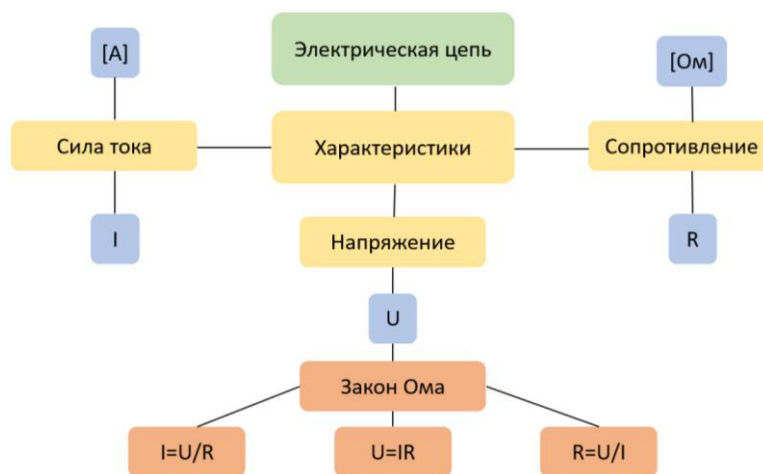 Электрическая цепь
[А]
[Ом]
Сила тока
Характеристики
Сопротивление
I
Напряжение
R
U
Закон Ома
I=U/R
U=IR
R=U/I